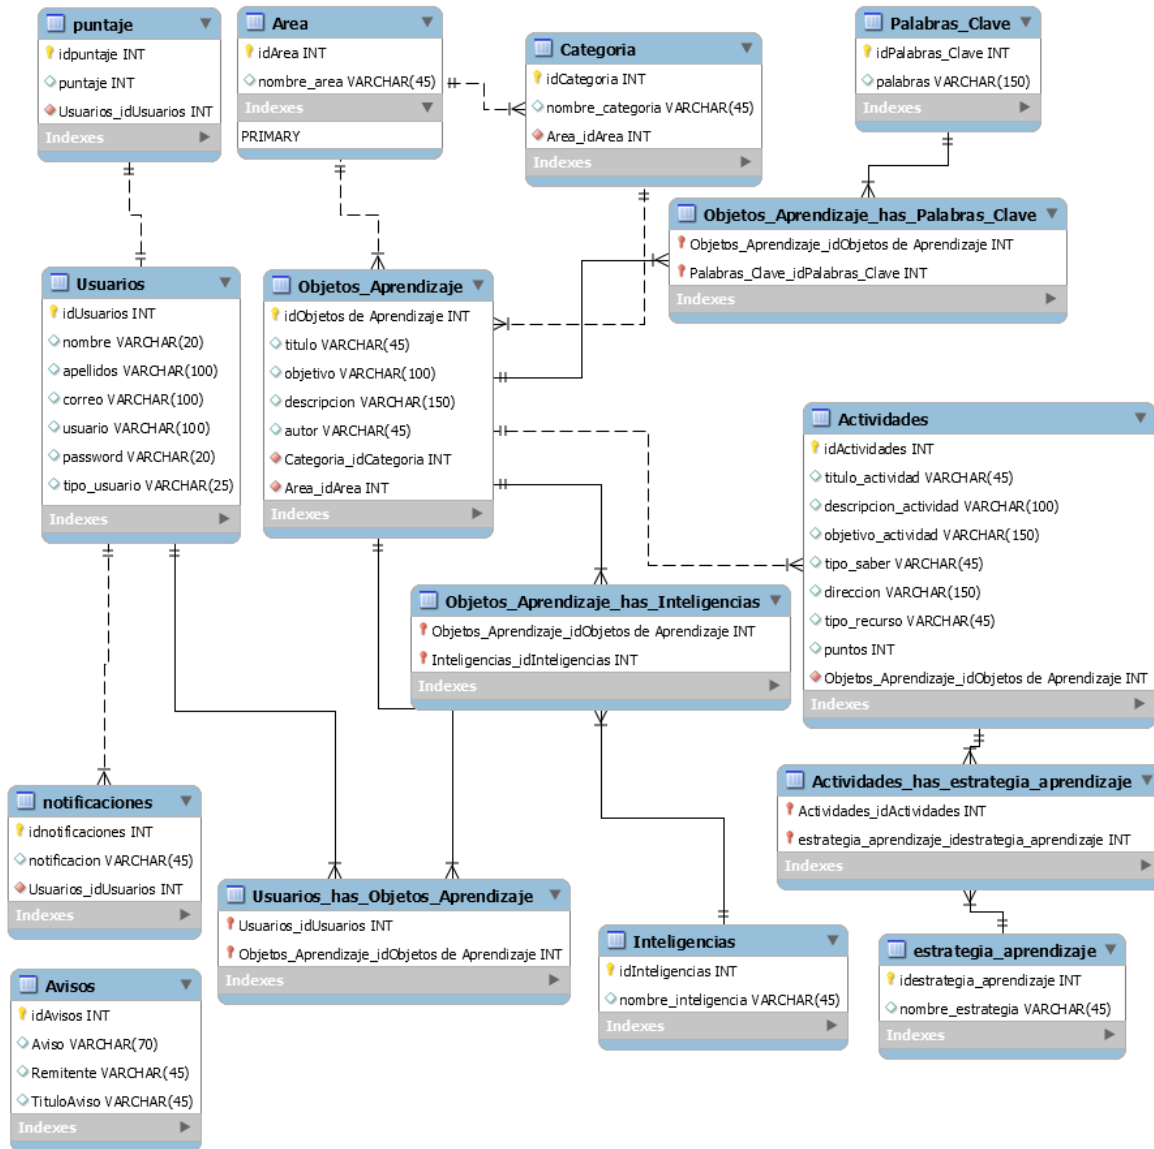 puntaje
idpuntaje INT
puntaje INT
Usuarios_idUsuarios INT
Indexes
Area
idArea INT
nombre_area VARCHAR(45)
Indexes
PRIMARY
Categoria
idCategoria INT
nombre_categoria VARCHAR(45)
Area_idArea INT
Indexes
Palabras_Clave
idPalabras_Clave INT
palabras VARCHAR(150)
Indexes
Objetos_Aprendizaje_has_Palabras_Clave
Objetos_Aprendizaje_idObjetos de Aprendizaje INT
Palabras_Clave_idPalabras_Clave INT
Indexes
Usuarios
idUsuarios INT
nombre VARCHAR(20)
apellidos VARCHAR(100)
correo VARCHAR(100)
usuario VARCHAR(100)
password VARCHAR(20)
tipo_usuario VARCHAR(25)
Indexes
Objetos_Aprendizaje
idObjetos de Aprendizaje INT
titulo VARCHAR(45)
objetivo VARCHAR(100)
descripcion VARCHAR(150)
autor VARCHAR(45)
Categoria_idCategoria INT
Area_idArea INT
Indexes
Actividades
idActividades INT
titulo_actividad VARCHAR(45)
descripcion_actividad VARCHAR(100)
objetivo_actividad VARCHAR(150)
tipo_saber VARCHAR(45)
direccion VARCHAR(150)
tipo_recurso VARCHAR(45)
puntos INT
Objetos_Aprendizaje_idObjetos de Aprendizaje INT
Indexes
Objetos_Aprendizaje_has_Inteligencias
Objetos_Aprendizaje_idObjetos de Aprendizaje INT
Inteligencias_idInteligencias INT
Indexes
Actividades_has_estrategia_aprendizaje
Actividades_idActividades INT
estrategia_aprendizaje_idestrategia_aprendizaje INT
Indexes
notificaciones
idnotificaciones INT
notificacion VARCHAR(45)
Usuarios_idUsuarios INT
Indexes
Usuarios_has_Objetos_Aprendizaje
Usuarios_idUsuarios INT
Objetos_Aprendizaje_idObjetos de Aprendizaje INT
Indexes
Inteligencias
idInteligencias INT
nombre_inteligencia VARCHAR(45)
Indexes
estrategia_aprendizaje
idestrategia_aprendizaje INT
nombre_estrategia VARCHAR(45)
Indexes
Avisos
idAvisos INT
Aviso VARCHAR(70)
Remitente VARCHAR(45)
TituloAviso VARCHAR(45)
Indexes